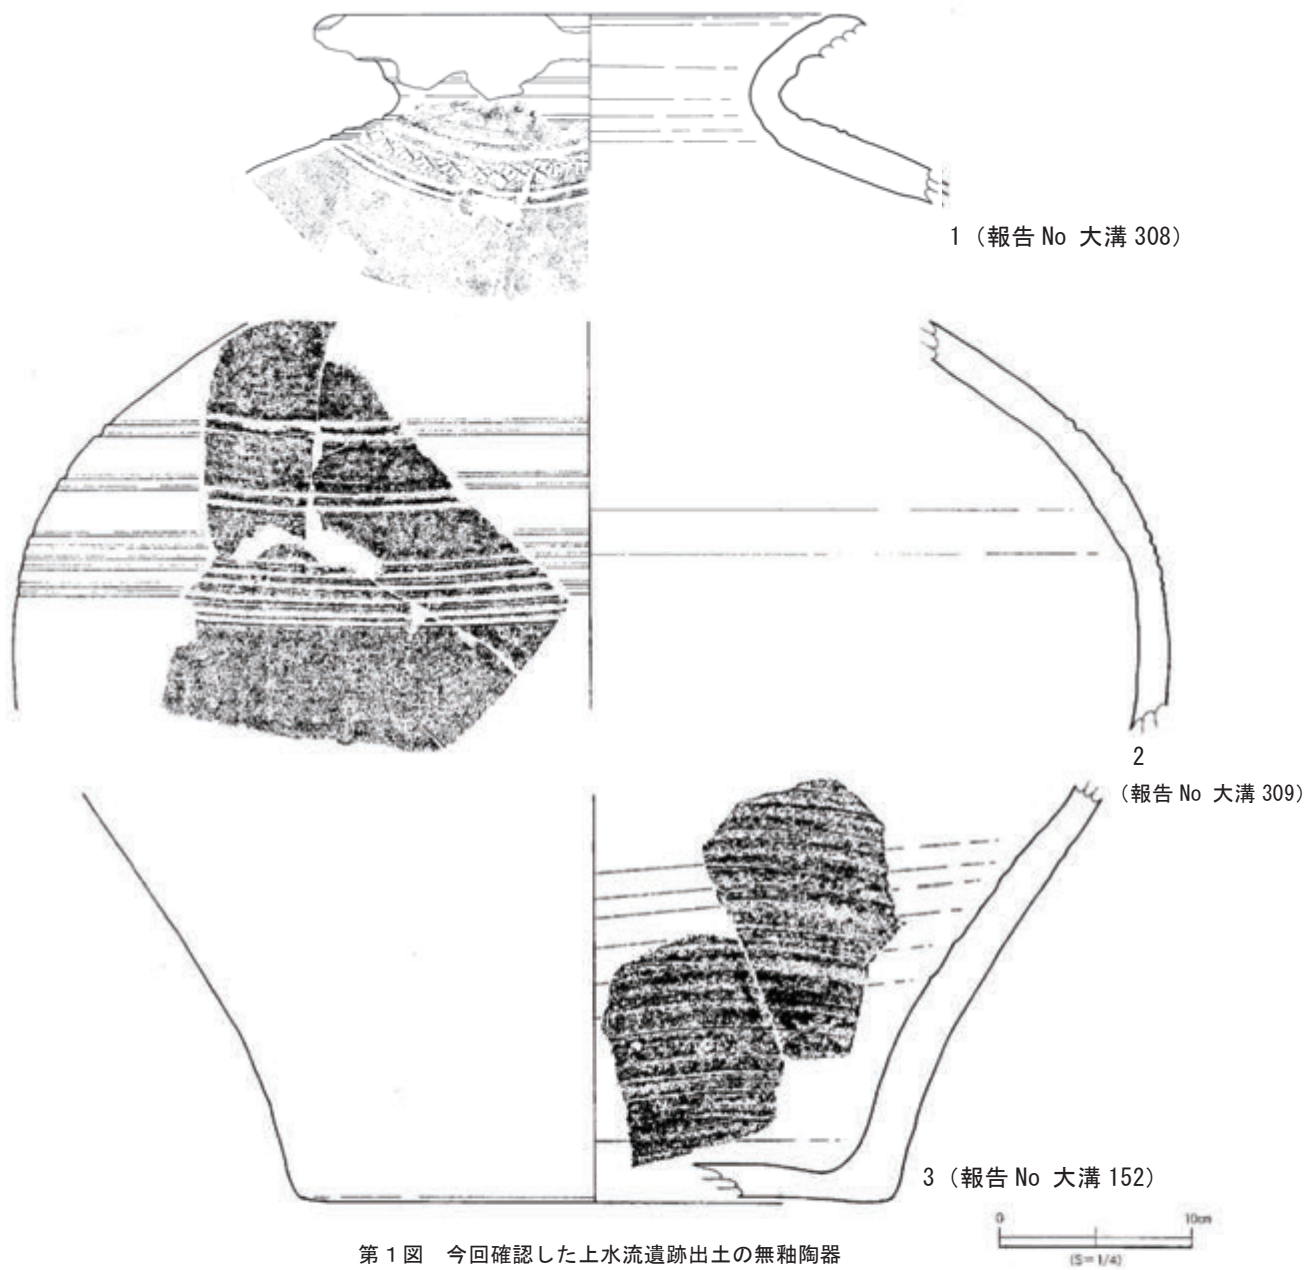 1（報告 No 大溝 308）
2
（報告 No 大溝 309）
3（報告 No 大溝 152）
0 10cm
(S=1/4)
第１図　今回確認した上水流遺跡出土の無釉陶器